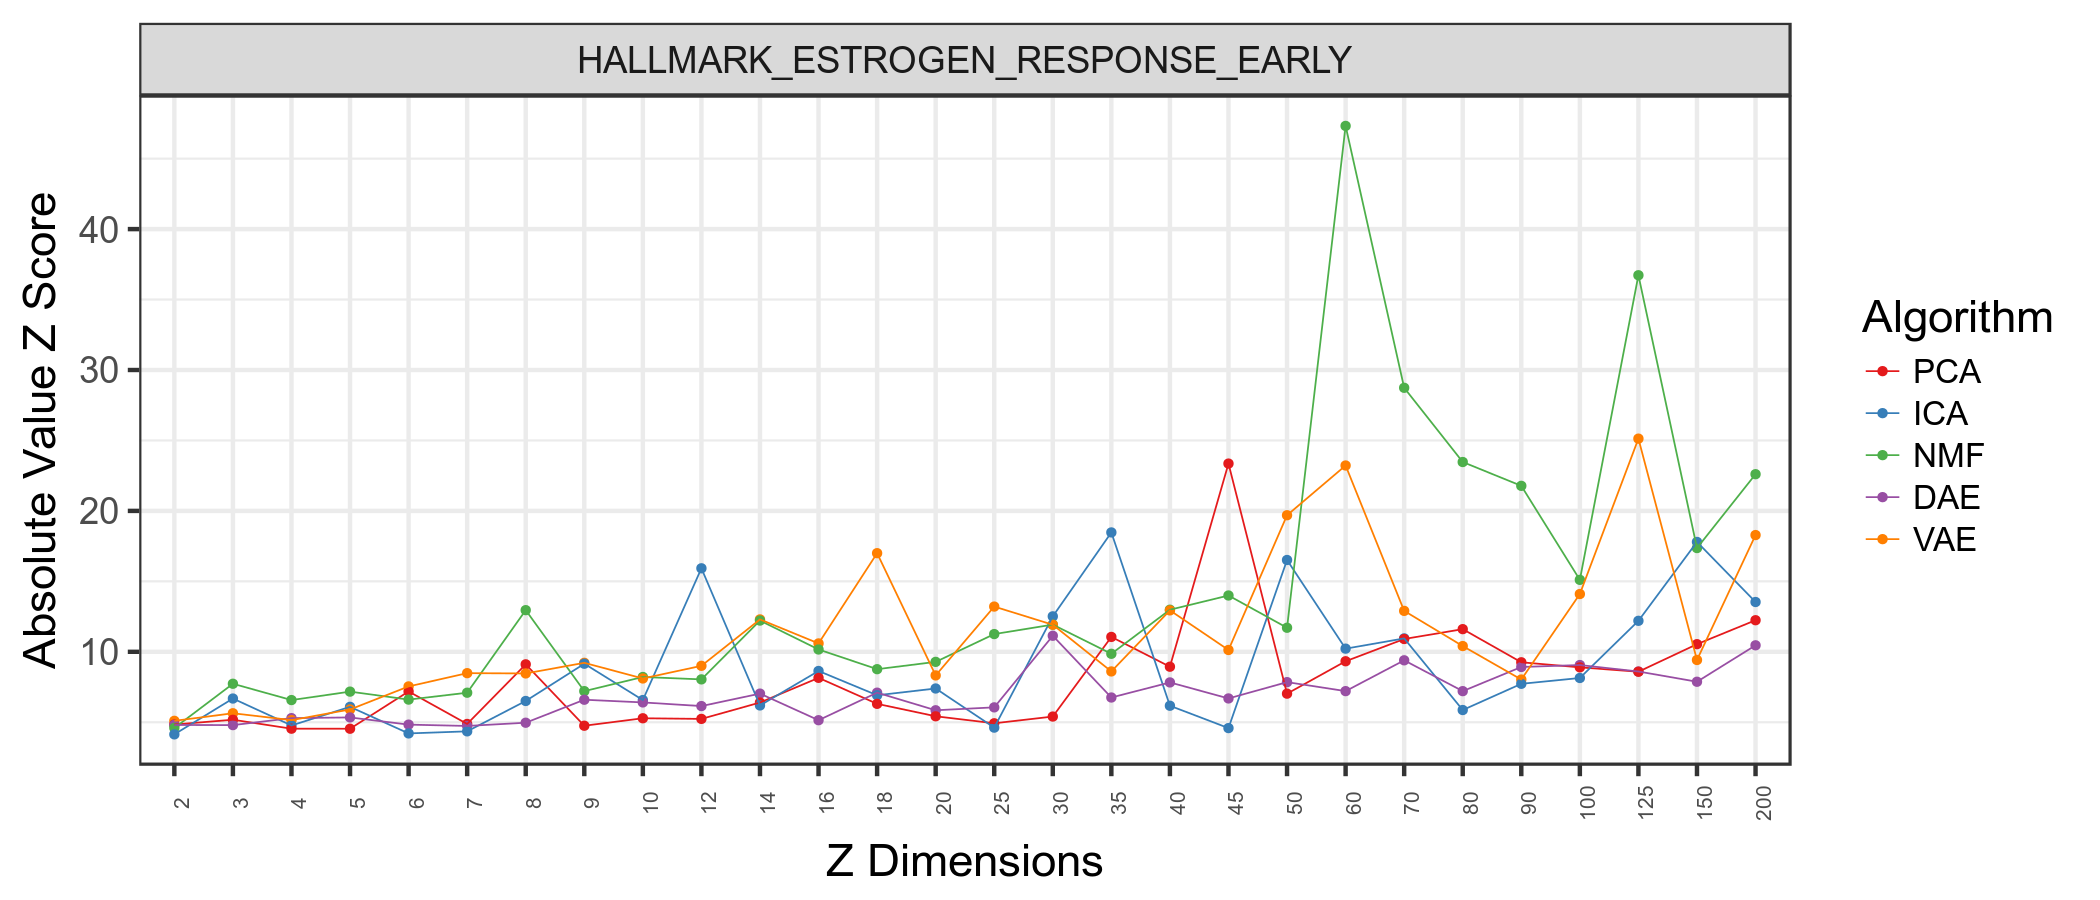 HALLMARK_ESTROGEN_RESPONSE_EARLY
Absolute Value Z Score
40
30
20
10
2 3 4 5 6 7 8 9 10 12 14 16 18 20 25 30 35 40 45 50 60 70 80 90 100 125 150 200
Z Dimensions
Algorithm
PCA
ICA
NMF
DAE
VAE